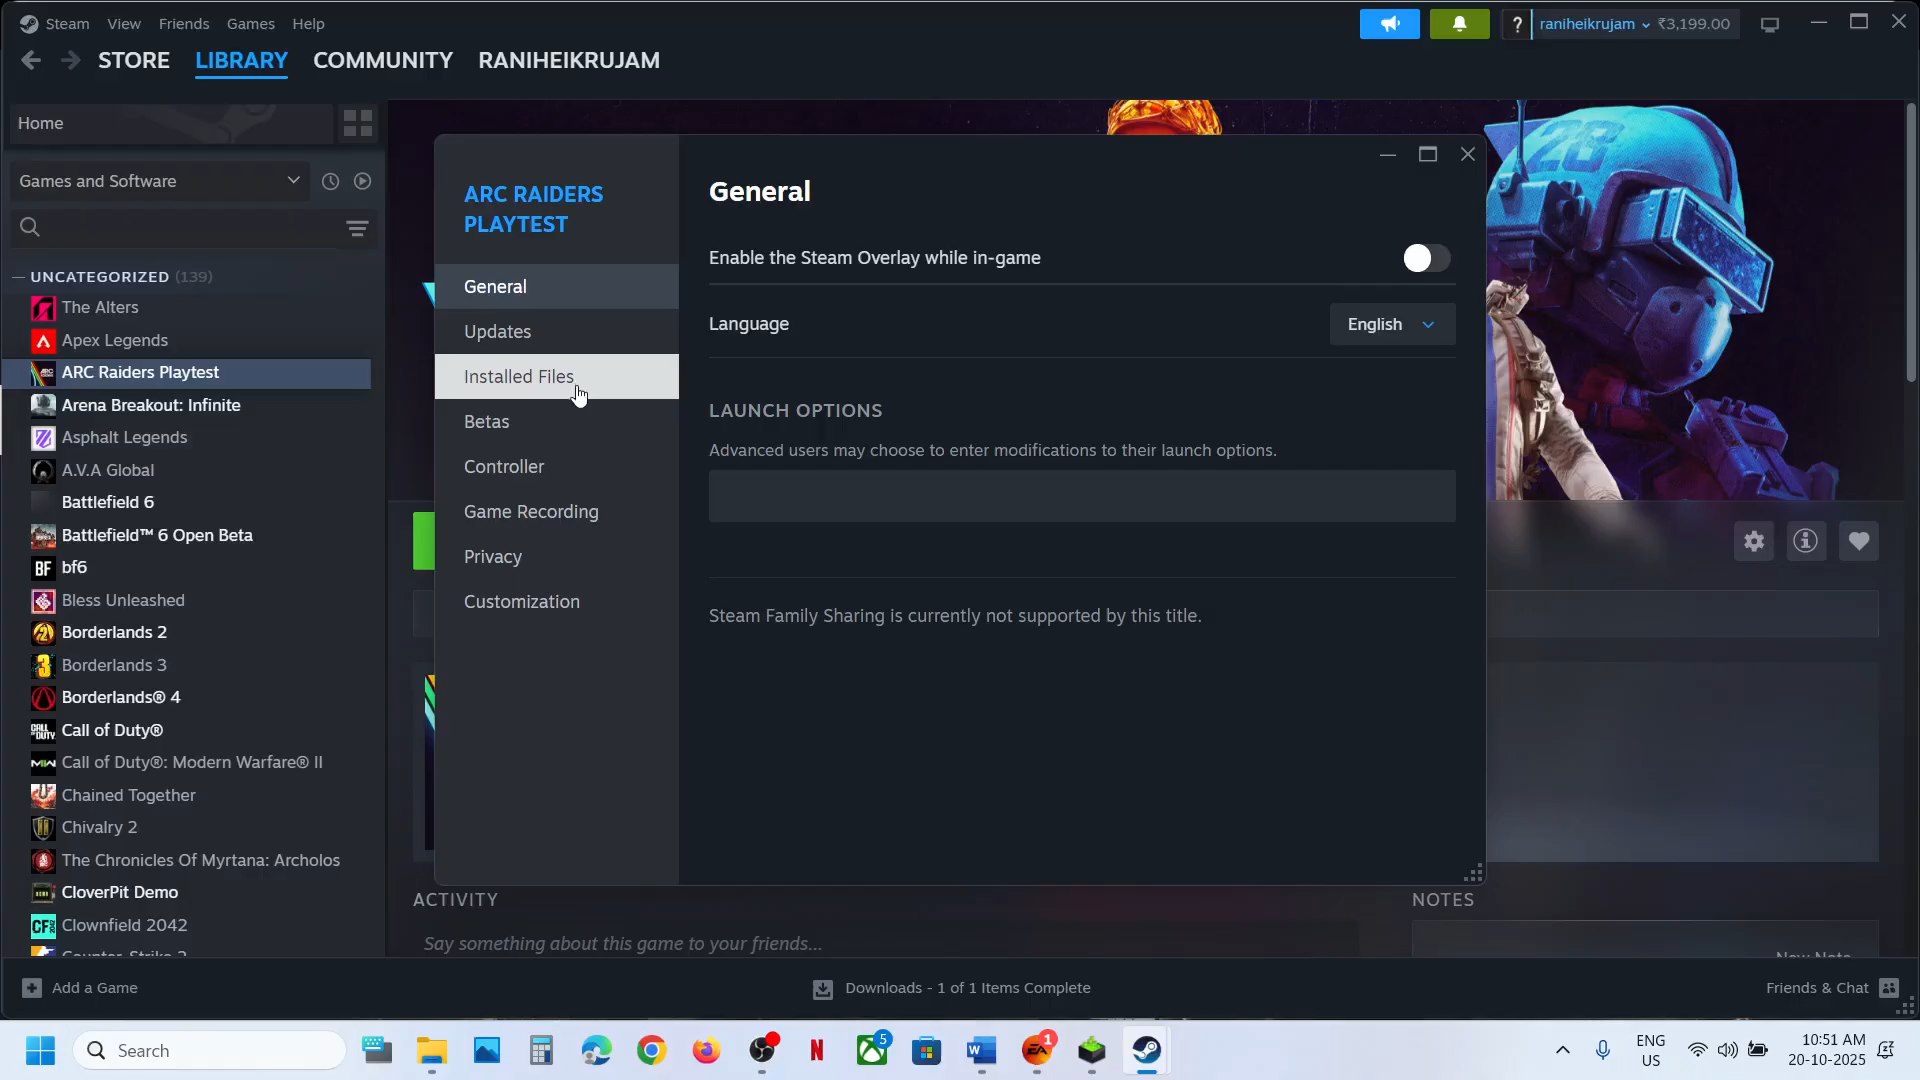 Steam View Friends Games Help
? raniheikrujam ₹3,199.00
STORE LIBRARY COMMUNITY RANIHEIKRUJAM
Home
Games and Software
UNCATEGORIZED (139)
The Alters
Apex Legends
ARC Raiders Playtest
Arena Breakout: Infinite
Asphalt Legends
A.V.A Global
Battlefield 6
Battlefield™ 6 Open Beta
BF bf6
Bless Unleashed
Borderlands 2
Borderlands 3
Borderlands® 4
Call of Duty®
Call of Duty®: Modern Warfare® II
Chained Together
Chivalry 2
The Chronicles Of Myrtana: Archolos
CloverPit Demo
Clownfield 2042
Counter-Strike 2
ARC RAIDERS
PLAYTEST
General
Updates
Installed Files
Betas
Controller
Game Recording
Privacy
Customization
General
Enable the Steam Overlay while in-game
Language English
LAUNCH OPTIONS
Advanced users may choose to enter modifications to their launch options.
Steam Family Sharing is currently not supported by this title.
28
ACTIVITY
Say something about this game to your friends...
NOTES
New Note
Add a Game
Downloads - 1 of 1 Items Complete
Friends & Chat
Search
5
1
ENG
US
10:51 AM
20-10-2025